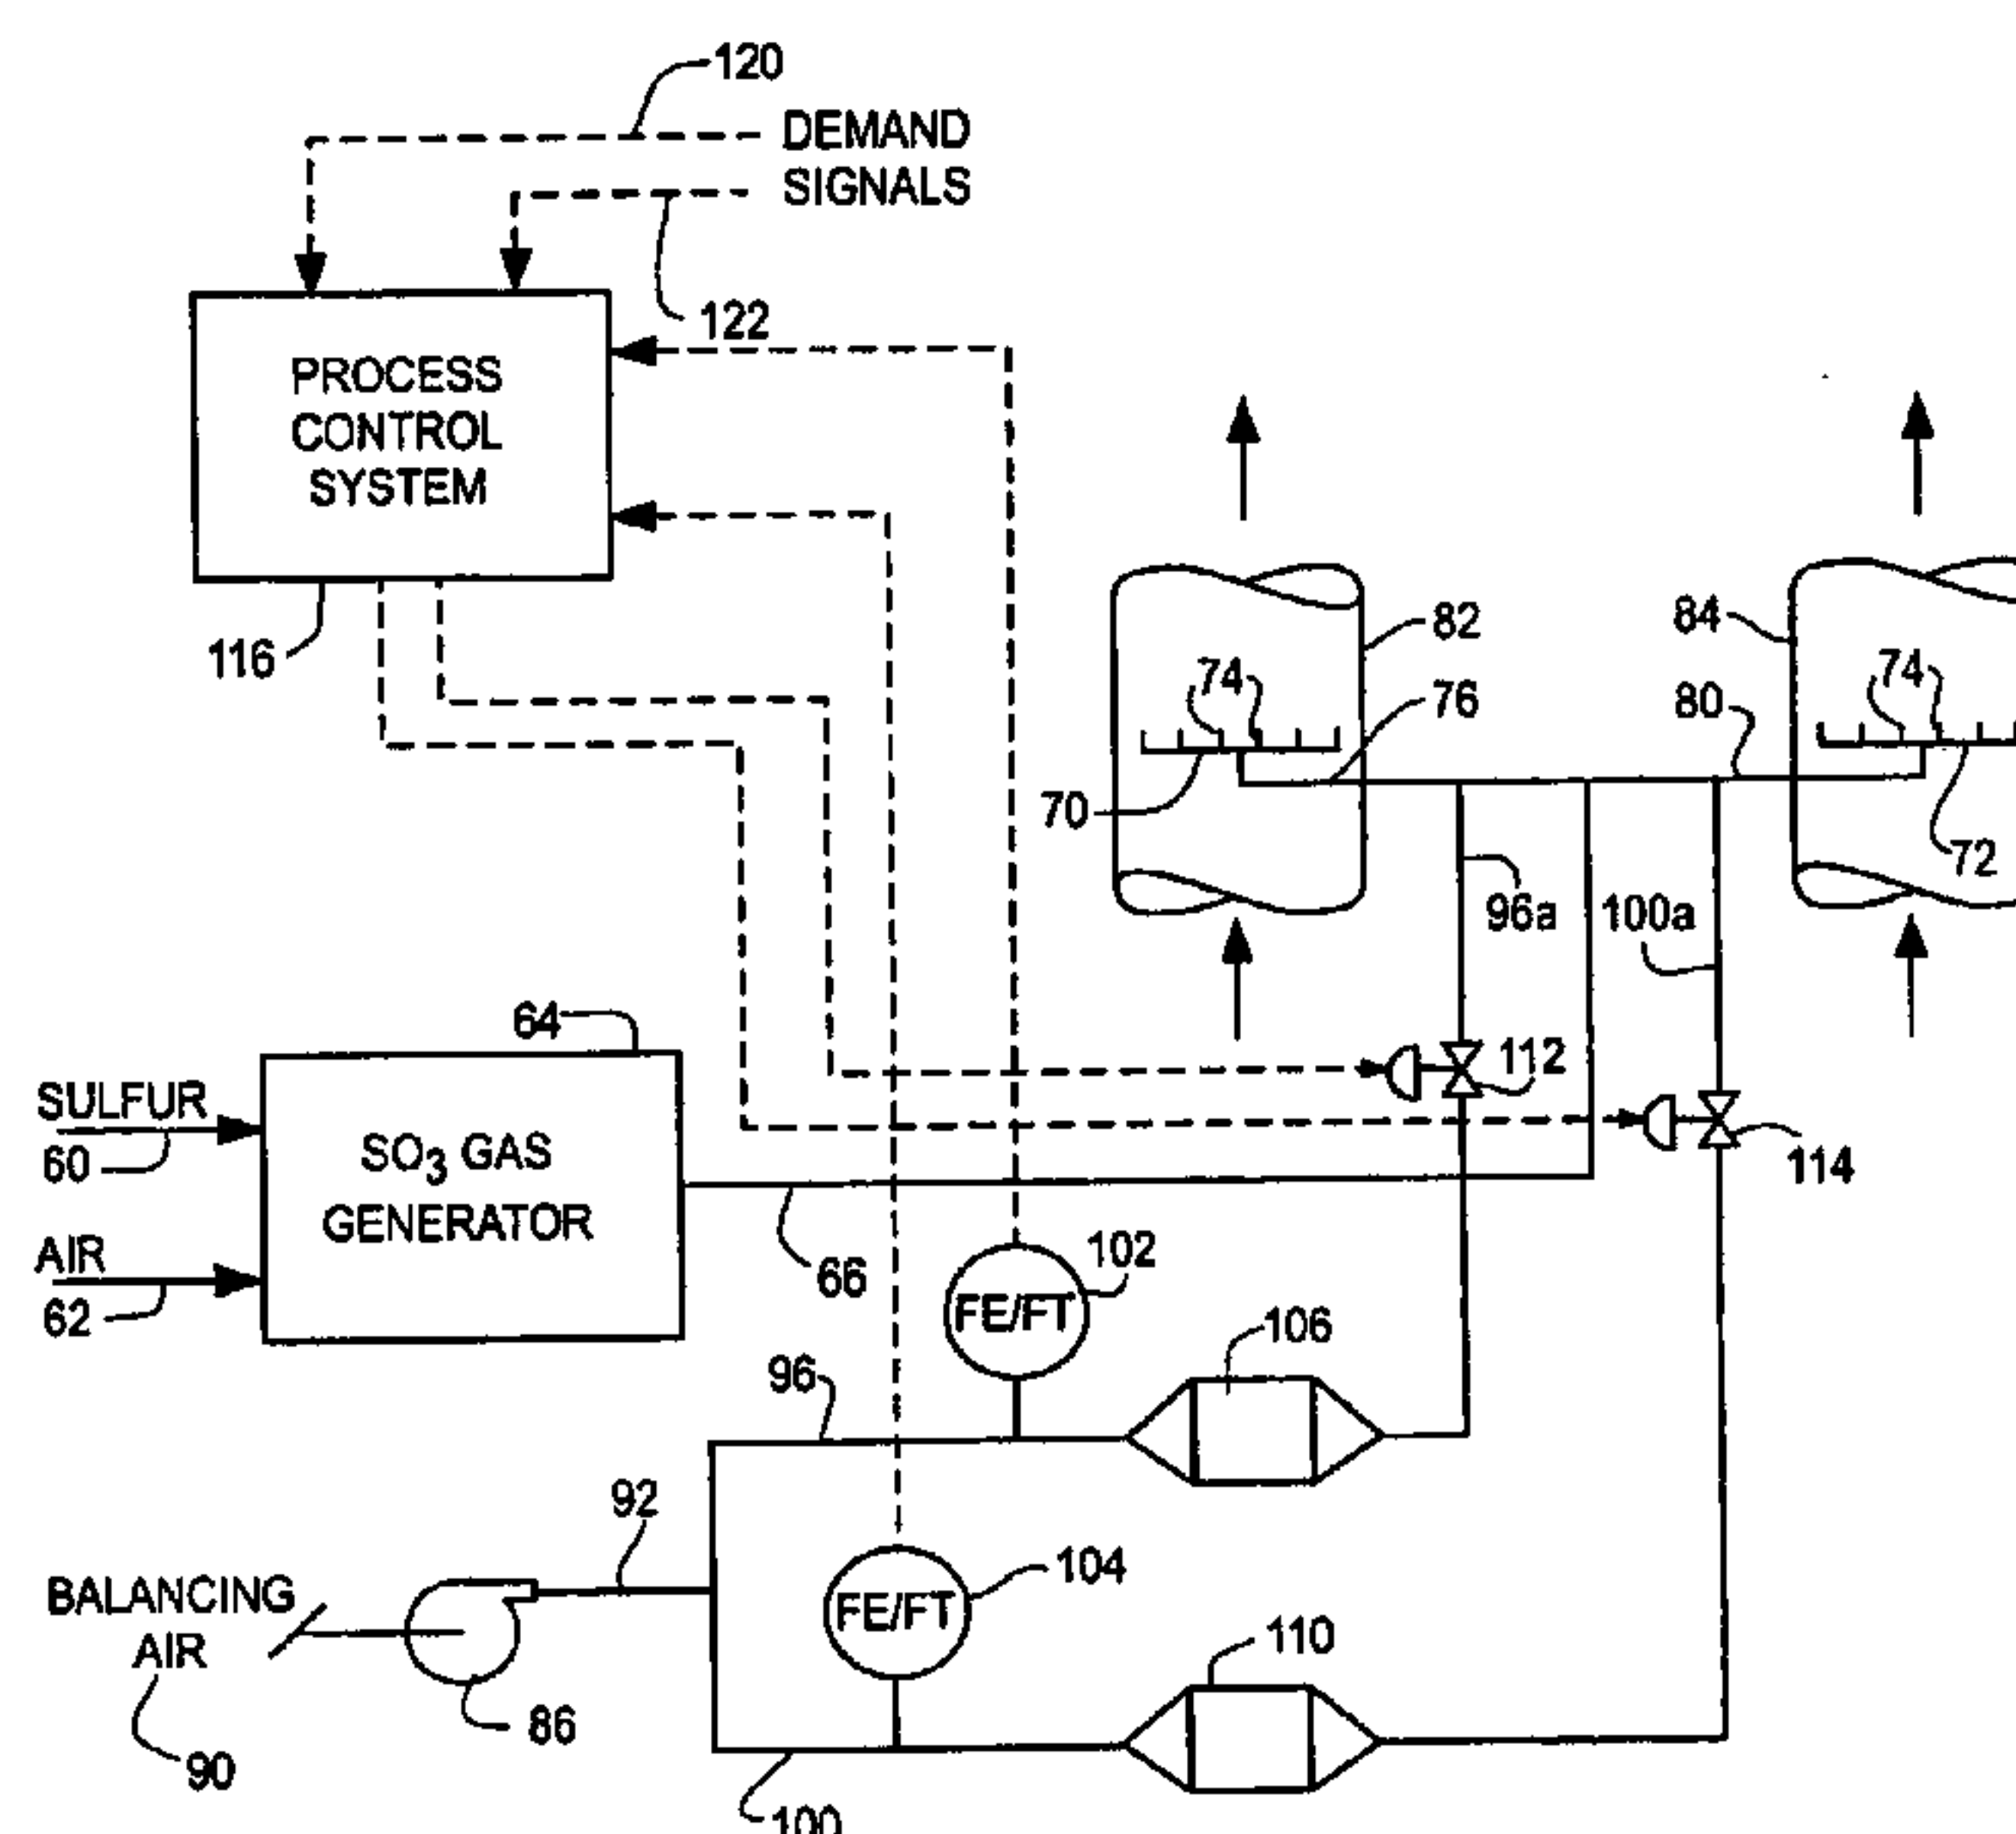 120
DEMAND
SIGNALS
122
PROCESS
CONTROL
SYSTEM
116
82
84
74
74
76
80
70
72
96a
100a
64
112
SULFUR
60
SO3 GAS
GENERATOR
114
AIR
62
66
102
FE/FT
106
96
92
104
FE/FT
BALANCING
AIR
110
86
90
100